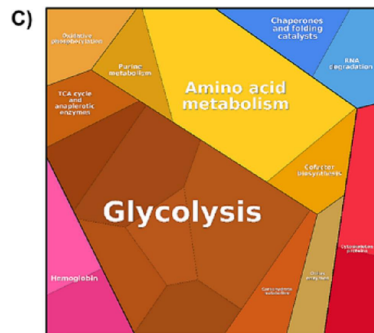 C)
Chaperones
and folding
catalysts
RNA
degradation
Purine
metabolism
Amino acid
metabolism
TCA cycle
and
anaplerotic
enzymes
Cofactor
biosynthesis
Glycolysis
Hemoglobin